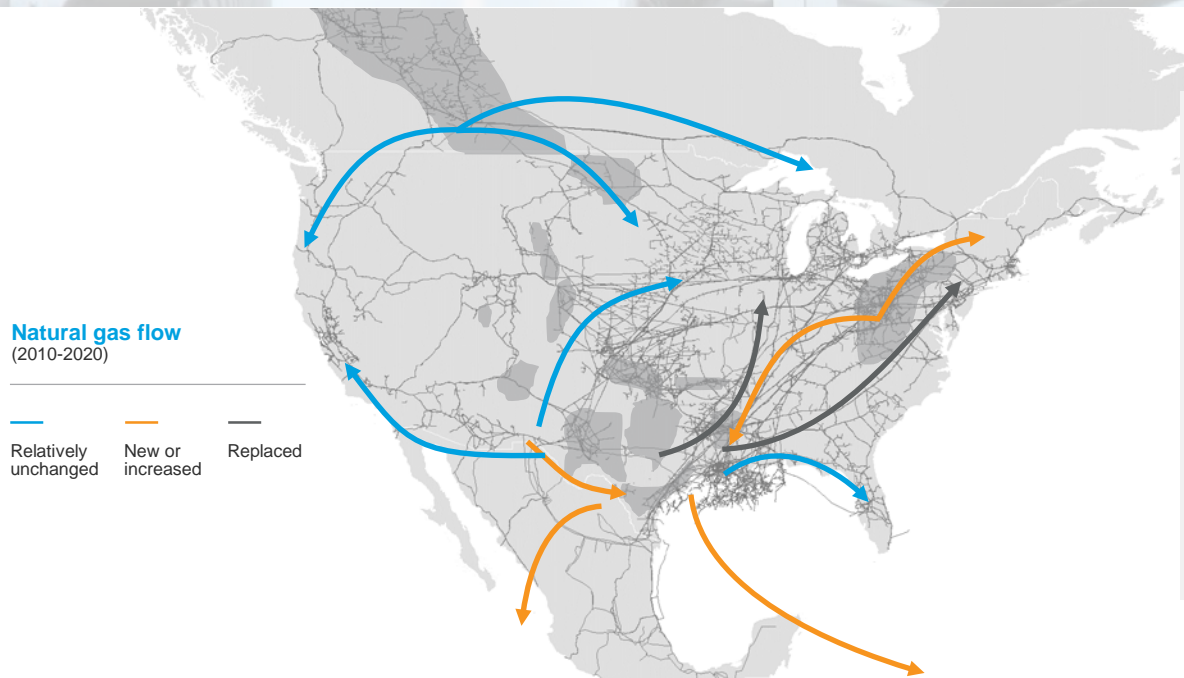 Natural gas flow
(2010-2020)
Relatively
unchanged
New or
increased
Replaced